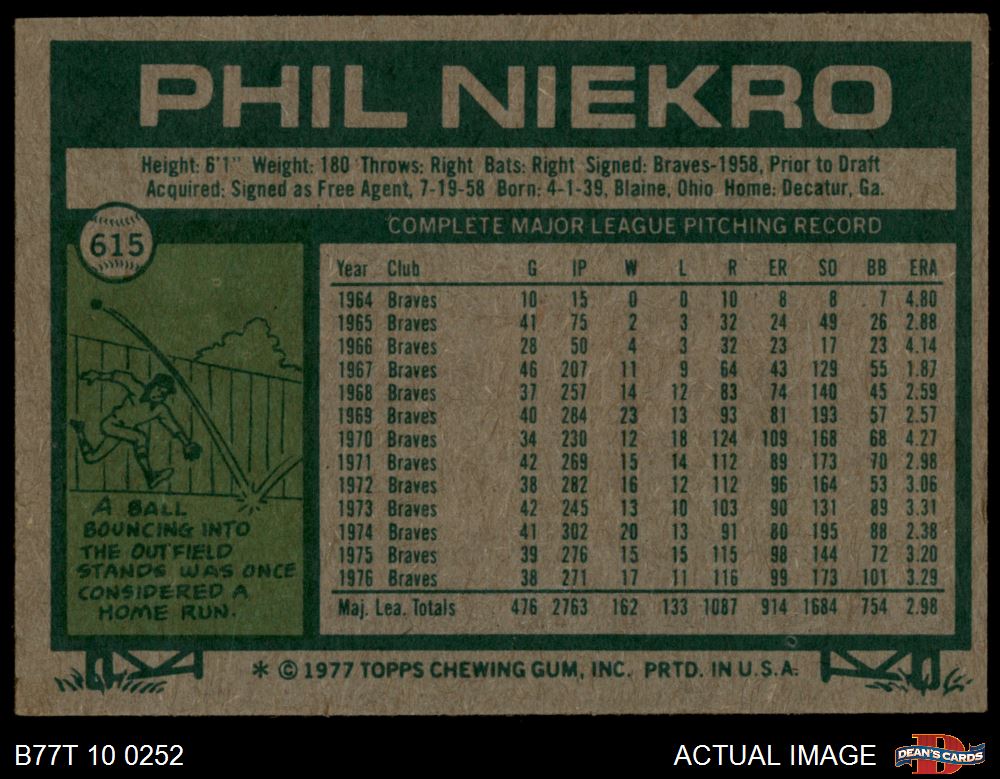 PHIL NIEKRO
Height: 6'1" Weight: 180 Throws: Right Bats: Right Signed: Braves-1958, Prior to Draft
Acquired: Signed as Free Agent, 7-19-58 Born: 4-1-39, Blaine, Ohio Home: Decatur, Ga.
615
COMPLETE MAJOR LEAGUE PITCHING RECORD
Year Club G IP W L R ER SO BB ERA
1964 Braves 10 15 0 0 10 8 8 7 4.80
1965 Braves 41 75 2 3 32 24 49 26 2.88
1966 Braves 28 50 4 3 32 23 17 23 4.14
1967 Braves 46 207 11 9 64 43 129 55 1.87
1968 Braves 37 257 14 12 83 74 140 45 2.59
1969 Braves 40 284 23 13 93 81 193 57 2.57
1970 Braves 34 230 12 18 124 109 168 68 4.27
1971 Braves 42 269 15 14 112 89 173 70 2.98
1972 Braves 38 282 16 12 112 96 164 53 3.06
1973 Braves 42 245 13 10 103 90 131 89 3.31
1974 Braves 41 302 20 13 91 80 195 88 2.38
1975 Braves 39 276 15 15 115 98 144 72 3.20
1976 Braves 38 271 17 11 116 99 173 101 3.29
Maj. Lea. Totals 476 2763 162 133 1087 914 1684 754 2.98
A BALL
BOUNCING INTO
THE OUTFIELD
STANDS WAS ONCE
CONSIDERED A
HOME RUN.
* © 1977 TOPPS CHEWING GUM, INC. PRTD. IN U.S.A.
B77T 10 0252
ACTUAL IMAGE
DEAN'S CARDS